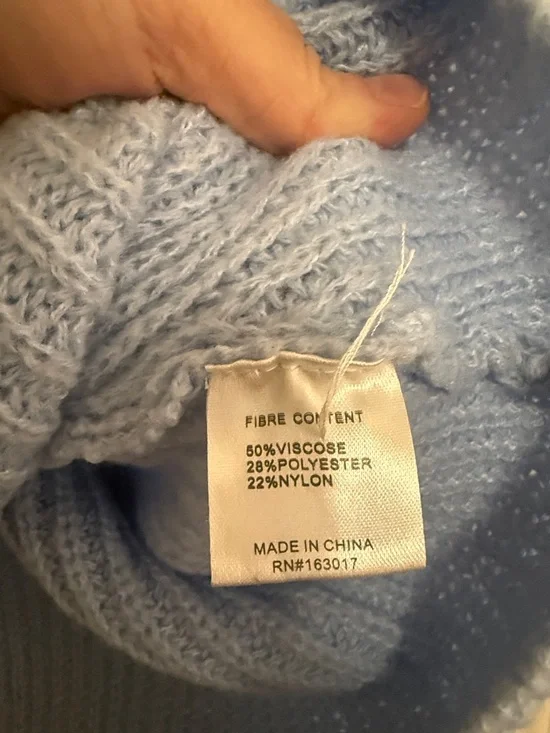 FIBRE CONTENT
50%VISCOSE
28%POLYESTER
22%NYLON
MADE IN CHINA
RN#163017